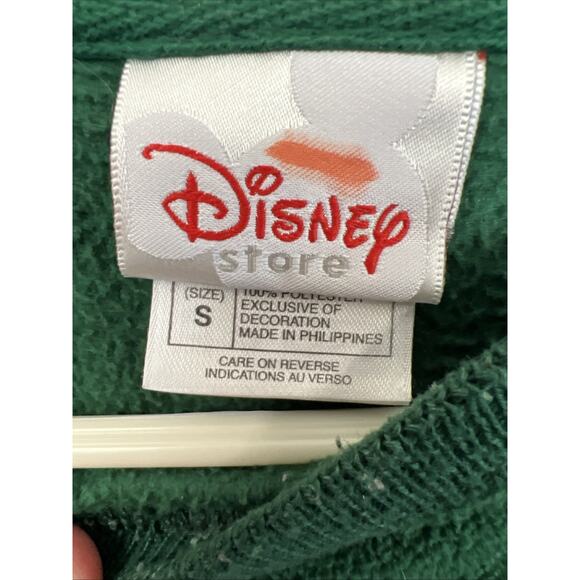 Disney
store
(SIZE)
S
100% POLYESTER
EXCLUSIVE OF
DECORATION
MADE IN PHILIPPINES
CARE ON REVERSE
INDICATIONS AU VERSO